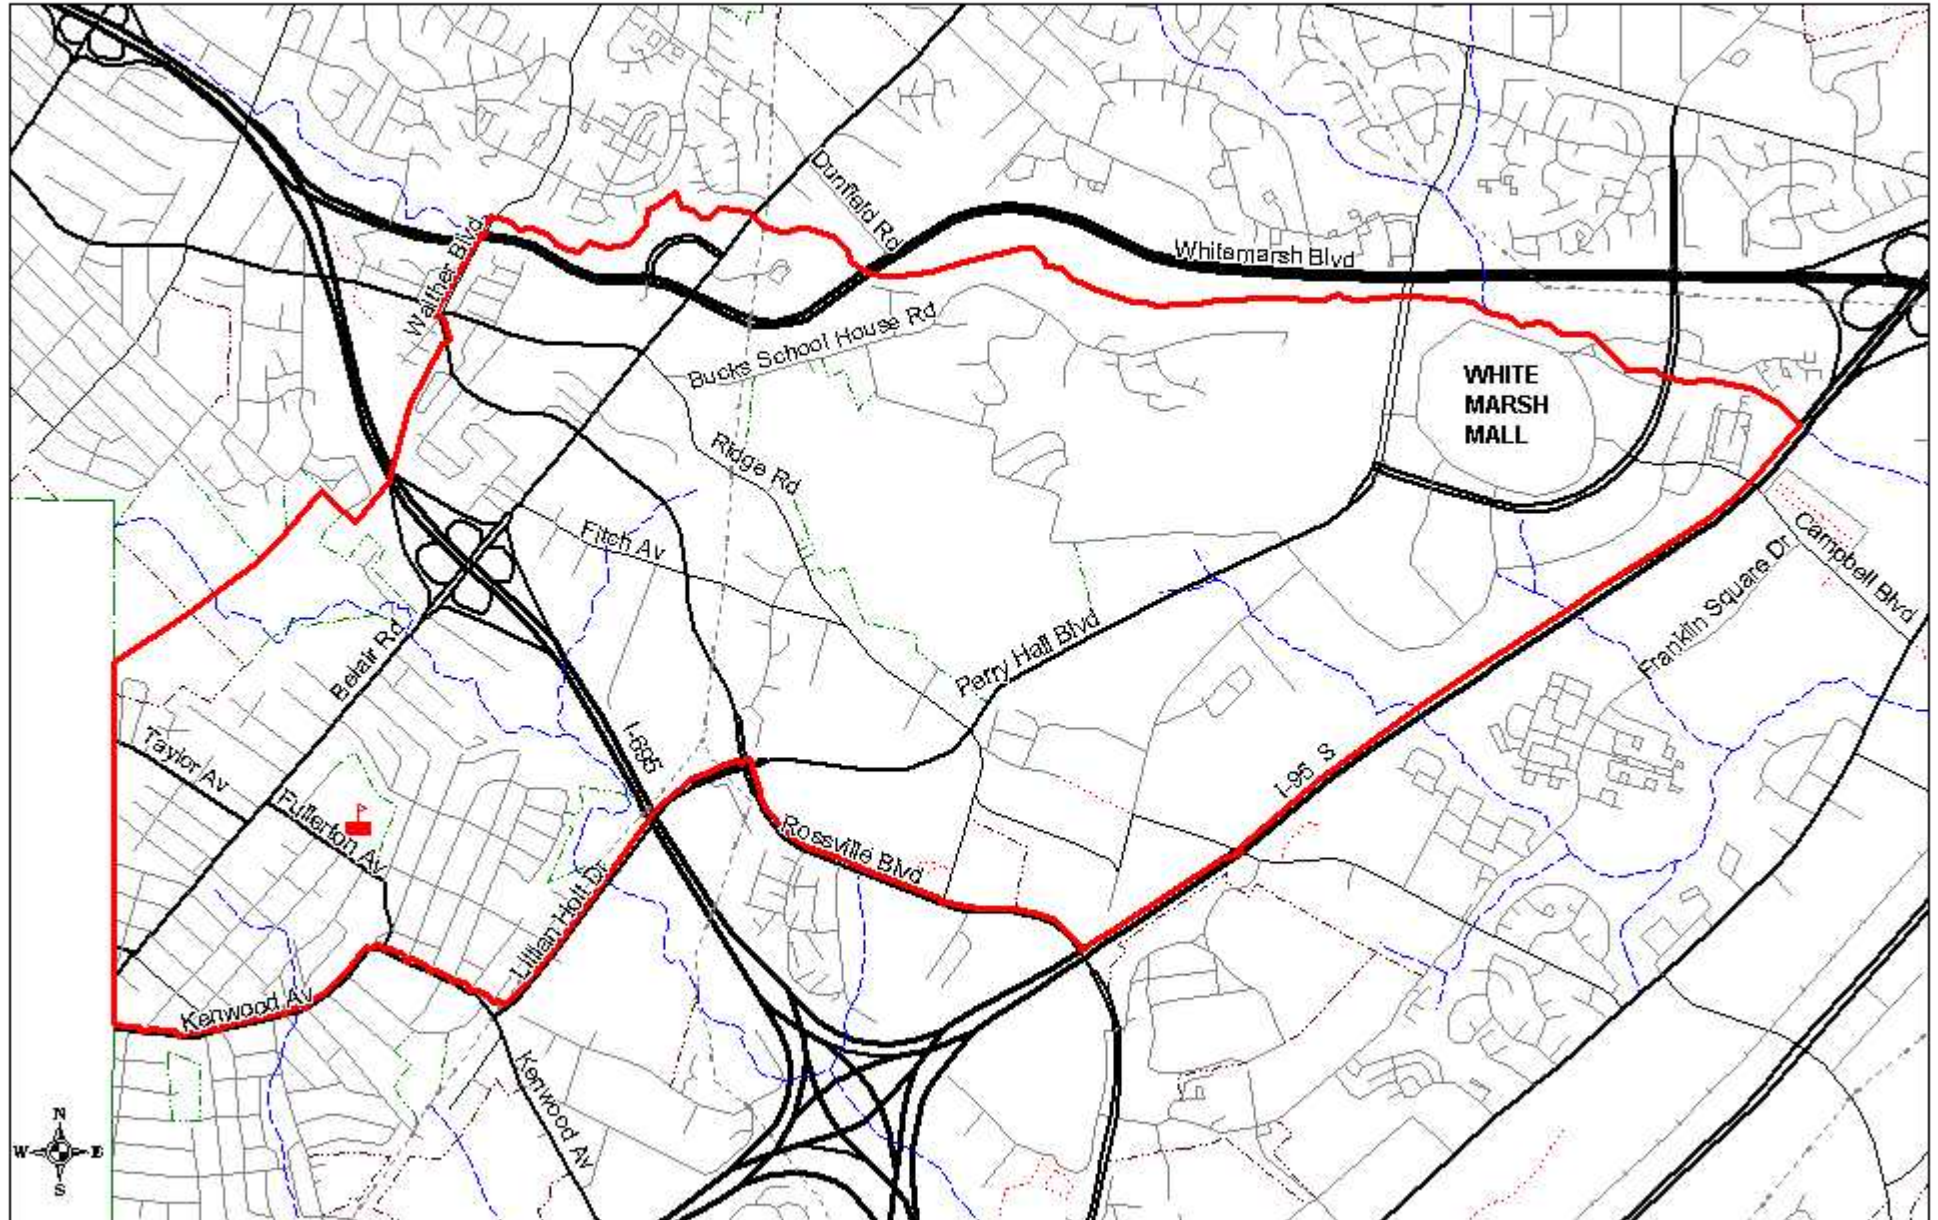 Dunfield Rd
Walther Blvd
Whitemarsh Blvd
Bucks School House Rd
WHITE
MARSH
MALL
Ridge Rd
Fitch Av
Campbell Blvd
Franklin Square Dr
Belair Rd
Perry Hall Blvd
I-695
Taylor Av
I-95 S
Fullerton Av
Rossville Blvd
Lillian Holt Dr
Kenwood Av
Kenwood Av
N
W E
S